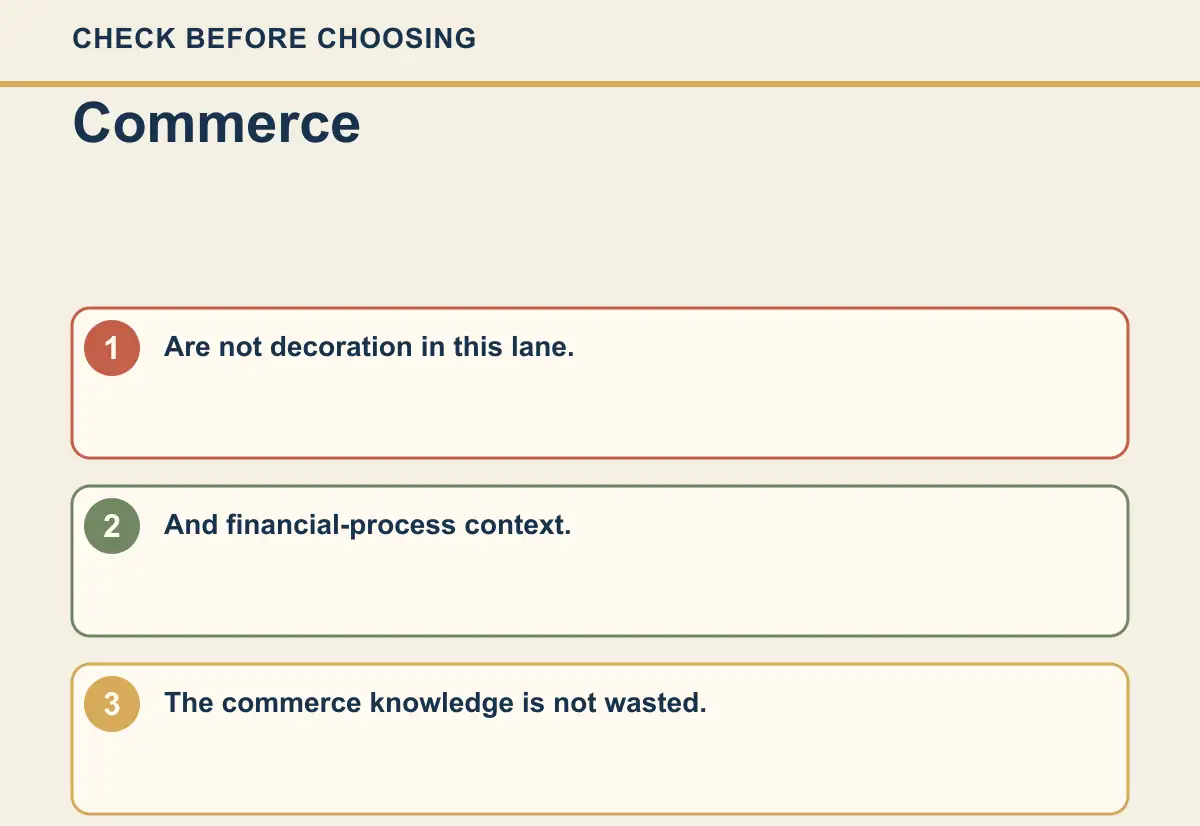 CHECK BEFORE CHOOSING
Commerce
1 Are not decoration in this lane.
2 And financial-process context.
3 The commerce knowledge is not wasted.